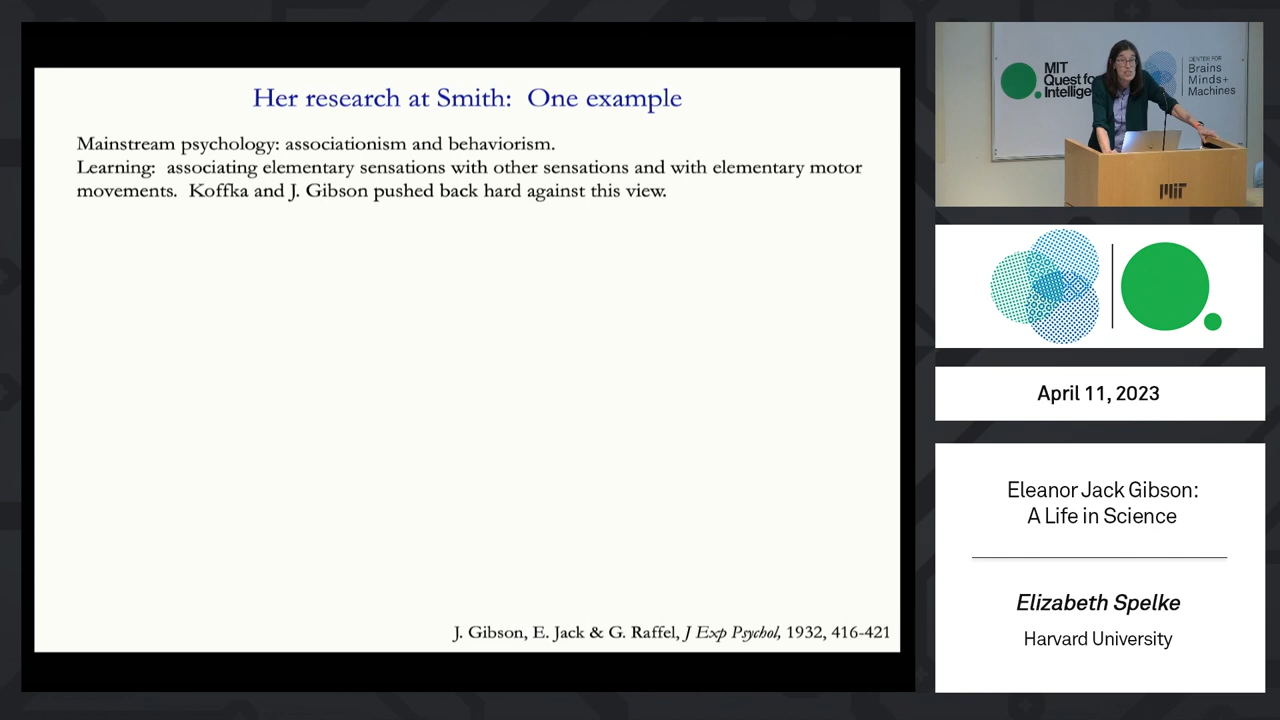 Her research at Smith: One example
Mainstream psychology: associationism and behaviorism.
Learning: associating elementary sensations with other sensations and with elementary motor
movements. Koffka and J. Gibson pushed back hard against this view.
J. Gibson, E. Jack & G. Raffel, J Exp Psychol, 1932, 416-421
MIT
Quest fo
Intellige
CENTER FOR
Brains
Minds+
Machines
MIT
April 11, 2023
Eleanor Jack Gibson:
A Life in Science
Elizabeth Spelke
Harvard University